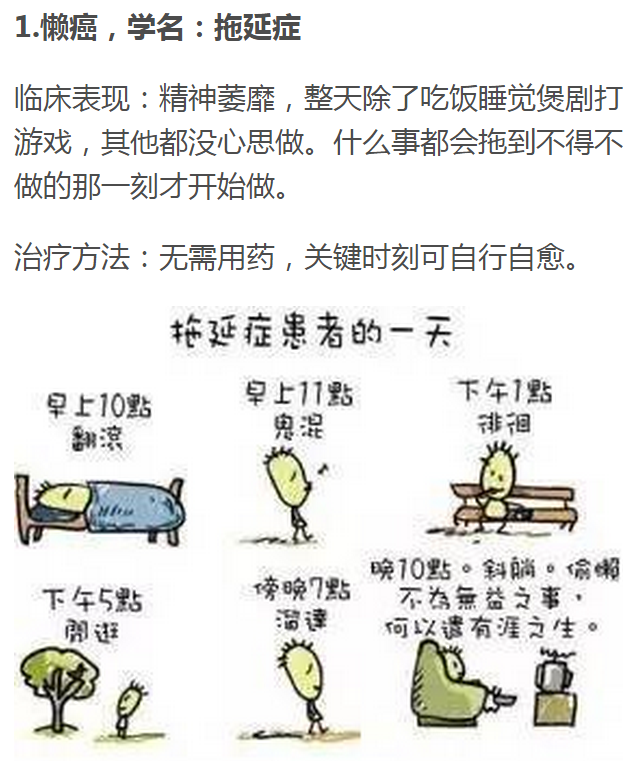 1.懒癌，学名：拖延症
临床表现：精神萎靡，整天除了吃饭睡觉煲剧打
游戏，其他都没心思做。什么事都会拖到不得不
做的那一刻才开始做。
治疗方法：无需用药，关键时刻可自行自愈。
拖延症患者的一天
早上10點
翻滾
早上11點
鬼混
下午1點
徘徊
下午5點
閒逛
傍晚7點
溜達
晚10點。斜躺。偷懶
不為無益之事，
何以遣有涯之生。